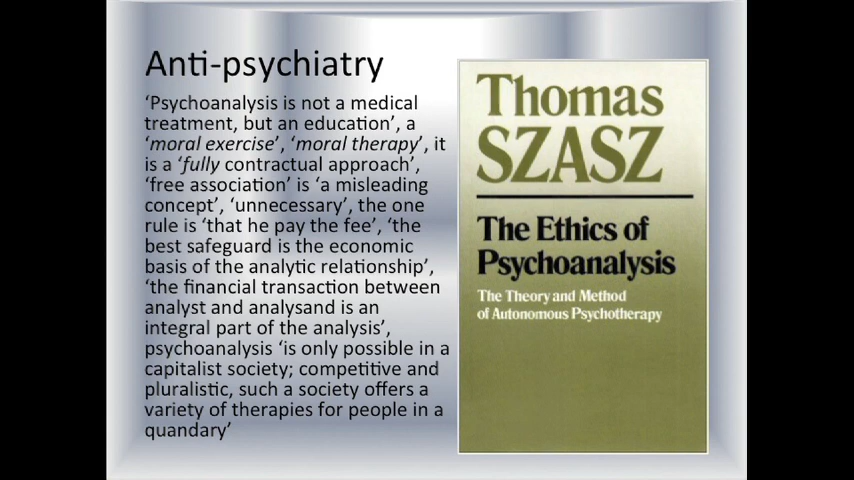 Anti-psychiatry
‘Psychoanalysis is not a medical
treatment, but an education’, a
‘moral exercise’, ‘moral therapy’, it
is a ‘fully contractual approach’,
‘free association’ is ‘a misleading
concept’, ‘unnecessary’, the one
rule is ‘that he pay the fee’, ‘the
best safeguard is the economic
basis of the analytic relationship’,
‘the financial transaction between
analyst and analysand is an
integral part of the analysis’,
psychoanalysis ‘is only possible in a
capitalist society; competitive and
pluralistic, such a society offers a
variety of therapies for people in a
quandary’
Thomas
SZASZ
The Ethics of
Psychoanalysis
The Theory and Method
of Autonomous Psychotherapy